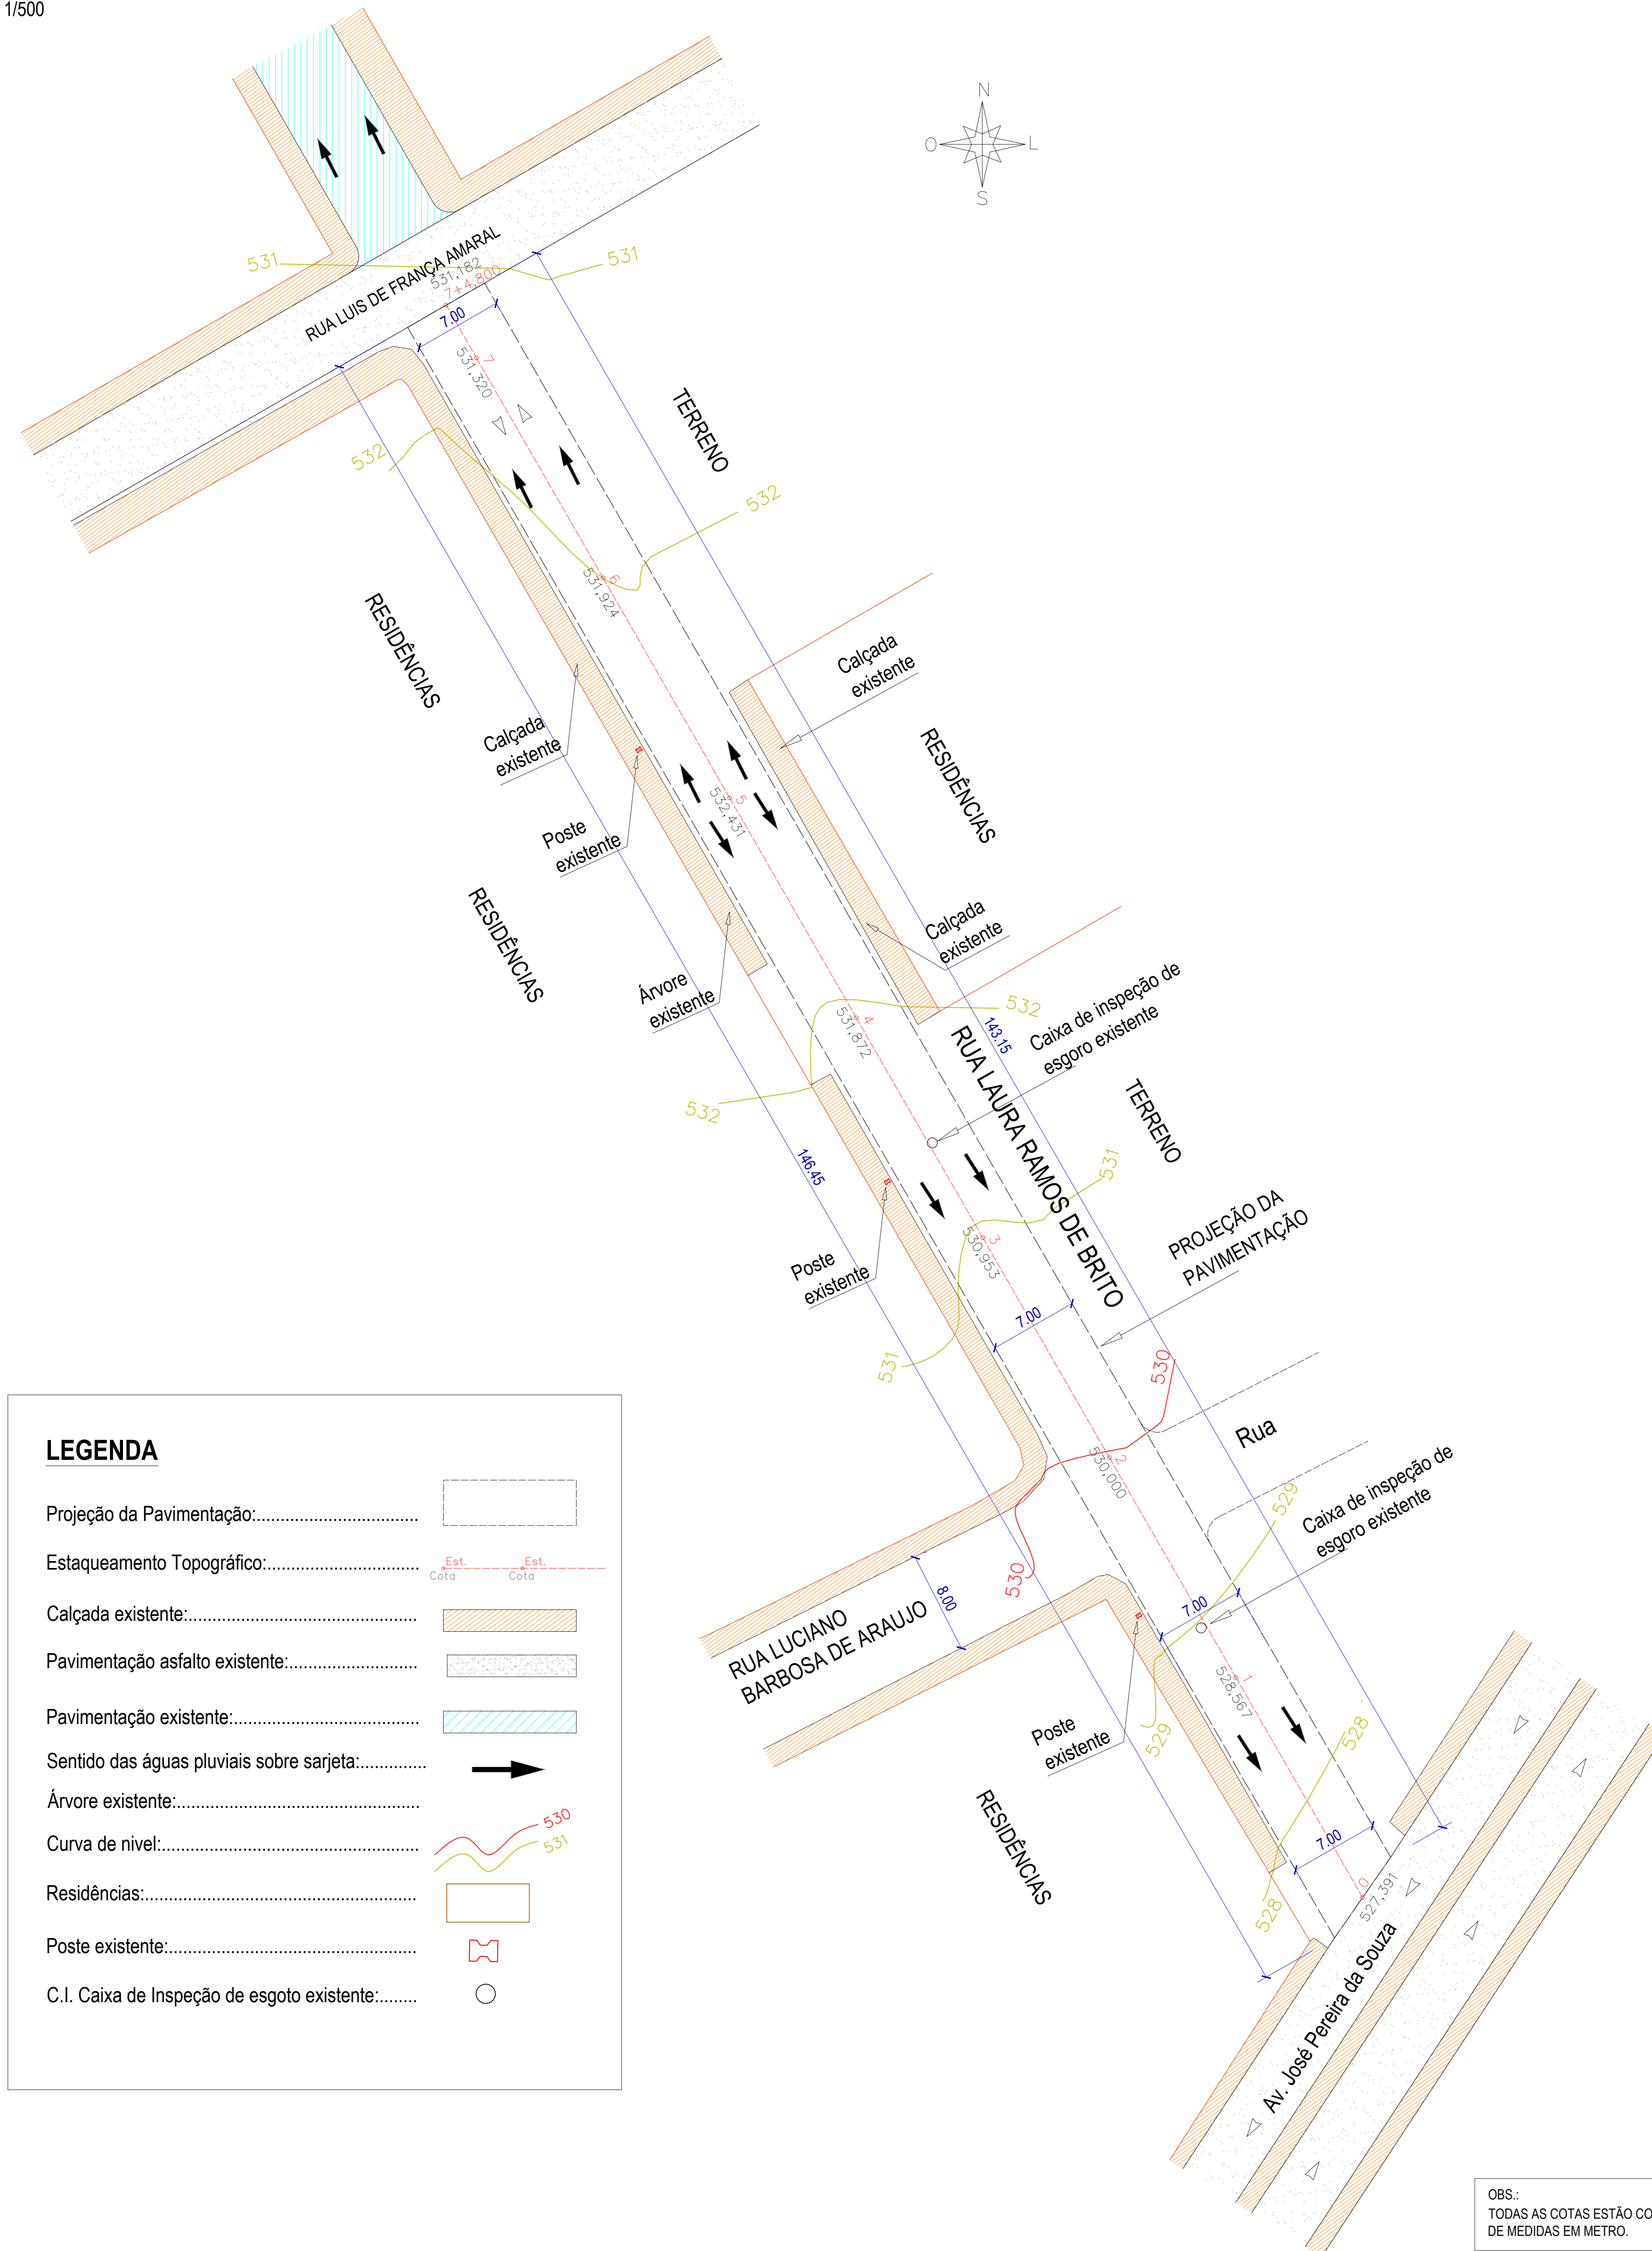 1/500
N
O
L
S
531
531
RUA LUIS DE FRANÇA AMARAL
531,182
7+4,800
7.00
7
531,320
TERRENO
532
532
6
531,924
RESIDÊNCIAS
Calçada
existente
Calçada
existente
RESIDÊNCIAS
5
532,431
Poste
existente
RESIDÊNCIAS
Calçada
existente
Árvore
existente
532
4
531,872
143.15
Caixa de inspeção de
esgoro existente
RUA LAURA RAMOS DE BRITO
TERRENO
532
146.45
531
3
530,953
PROJEÇÃO DA
PAVIMENTAÇÃO
Poste
existente
7.00
531
530
Rua
2
530,000
529
Caixa de inspeção de
esgoro existente
530
8.00
7.00
RUA LUCIANO
BARBOSA DE ARAUJO
1
528,567
Poste
existente
529
528
RESIDÊNCIAS
7.00
0
527,391
528
Av. José Pereira da Souza
LEGENDA
Projeção da Pavimentação:..................................
Estaqueamento Topográfico:................................
Est.
Est.
Cota
Cota
Calçada existente:................................................
Pavimentação asfalto existente:...........................
Pavimentação existente:.......................................
Sentido das águas pluviais sobre sarjeta:..............
Árvore existente:...................................................
Curva de nivel:......................................................
530
531
Residências:.........................................................
Poste existente:....................................................
C.I. Caixa de Inspeção de esgoto existente:........
OBS.:
TODAS AS COTAS ESTÃO CO
DE MEDIDAS EM METRO.